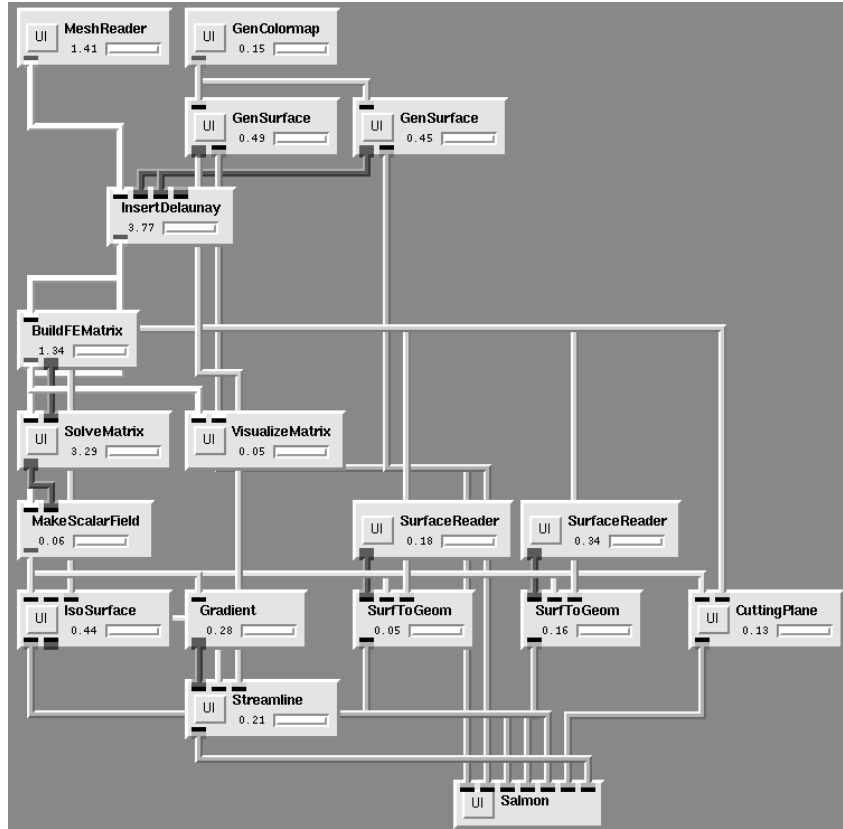 UI MeshReader
1.41
UI GenColormap
0.15
UI GenSurface
0.49
UI GenSurface
0.45
InsertDelaunay
3.77
BuildFEMatrix
1.34
UI SolveMatrix
3.29
UI VisualizeMatrix
0.05
MakeScalarField
0.06
UI SurfaceReader
0.18
UI SurfaceReader
0.34
UI IsoSurface
0.44
Gradient
0.28
SurfToGeom
0.05
SurfToGeom
0.16
UI CuttingPlane
0.13
UI Streamline
0.21
UI Salmon